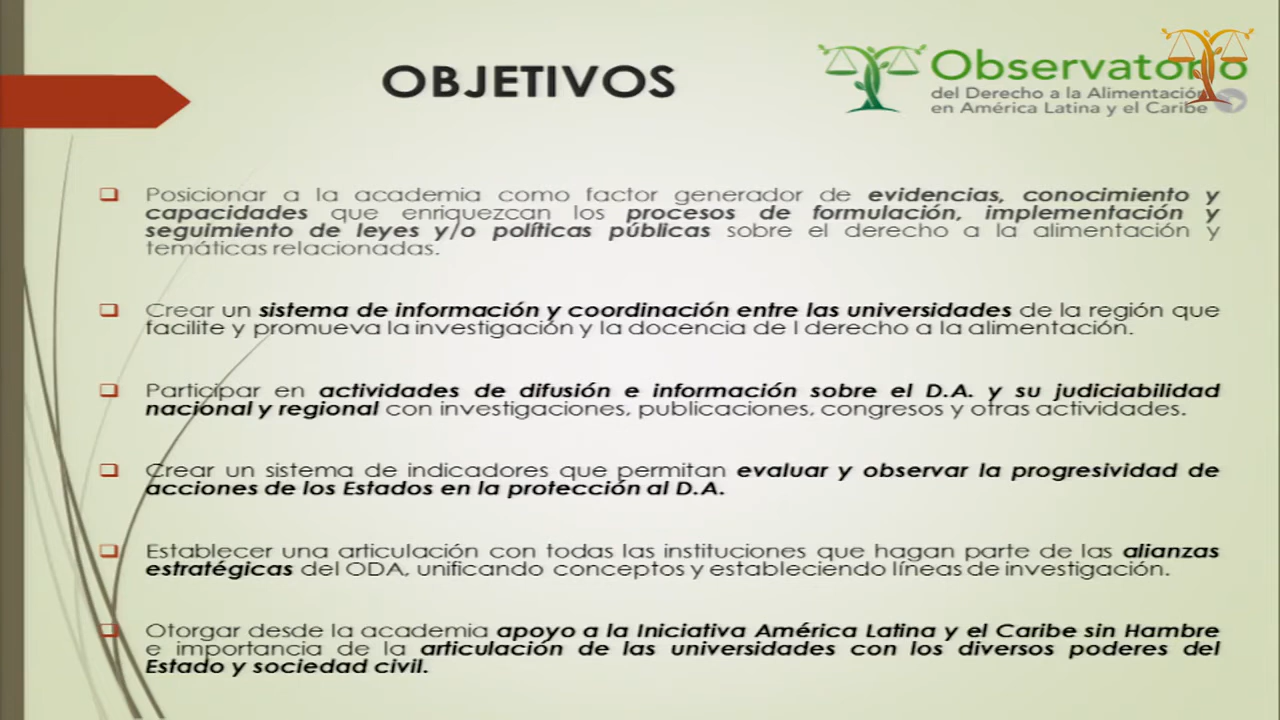 OBJETIVOS
Observatorio
del Derecho a la Alimentación
en América Latina y el Caribe
Posicionar a la academia como factor generador de evidencias, conocimiento y
capacidades que enriquezcan los procesos de formulación, implementación y
seguimiento de leyes y/o políticas públicas sobre el derecho a la alimentación y
temáticas relacionadas.
Crear un sistema de información y coordinación entre las universidades de la región que
facilite y promueva la investigación y la docencia de l derecho a la alimentación.
Participar en actividades de difusión e información sobre el D.A. y su judiciabilidad
nacional y regional con investigaciones, publicaciones, congresos y otras actividades.
Crear un sistema de indicadores que permitan evaluar y observar la progresividad de
acciones de los Estados en la protección al D.A.
Establecer una articulación con todas las instituciones que hagan parte de las alianzas
estratégicas del ODA, unificando conceptos y estableciendo líneas de investigación.
Otorgar desde la academia apoyo a la Iniciativa América Latina y el Caribe sin Hambre
e importancia de la articulación de las universidades con los diversos poderes del
Estado y sociedad civil.